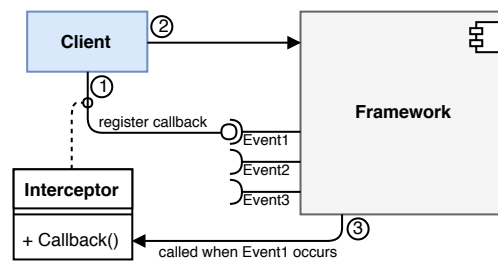 Client
2
1
register callback
Framework
Event1
Event2
Event3
Interceptor
+ Callback()
3
called when Event1 occurs